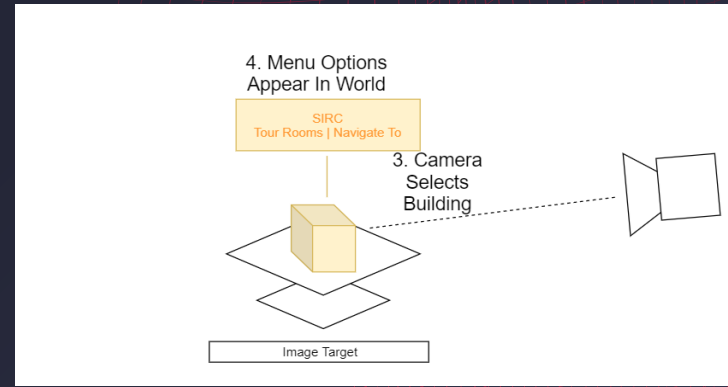 4. Menu Options
Appear In World
SIRC
Tour Rooms | Navigate To
3. Camera
Selects
Building
Image Target